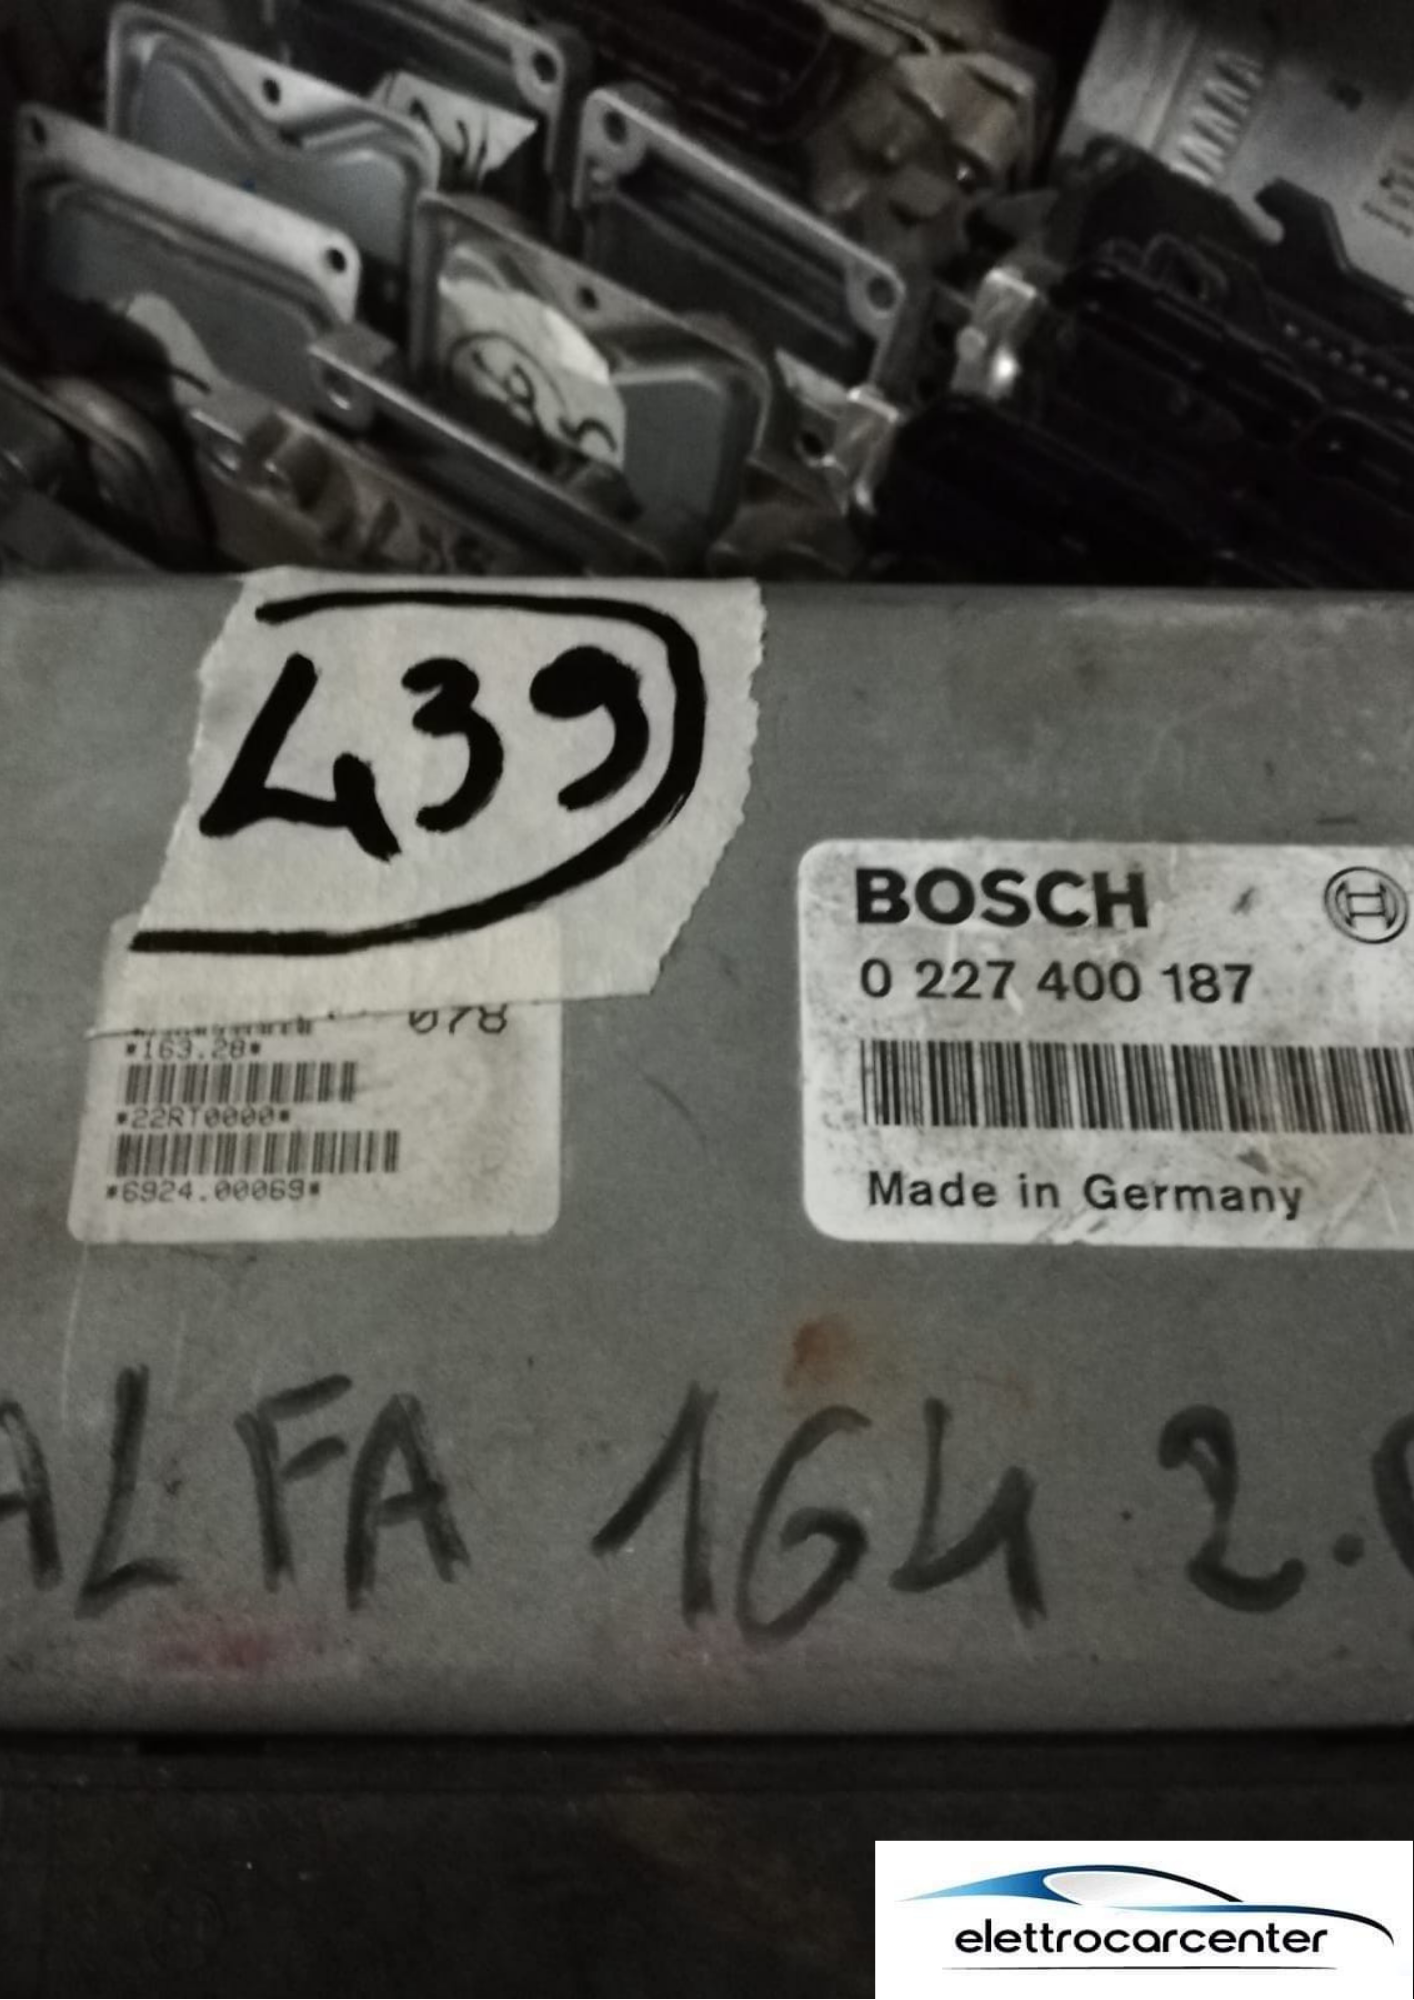 439
BOSCH
0 227 400 187
Made in Germany
078
*163.28*
*22RT0000*
*6924.00069*
ALFA 164 2.
elettrocarcenter